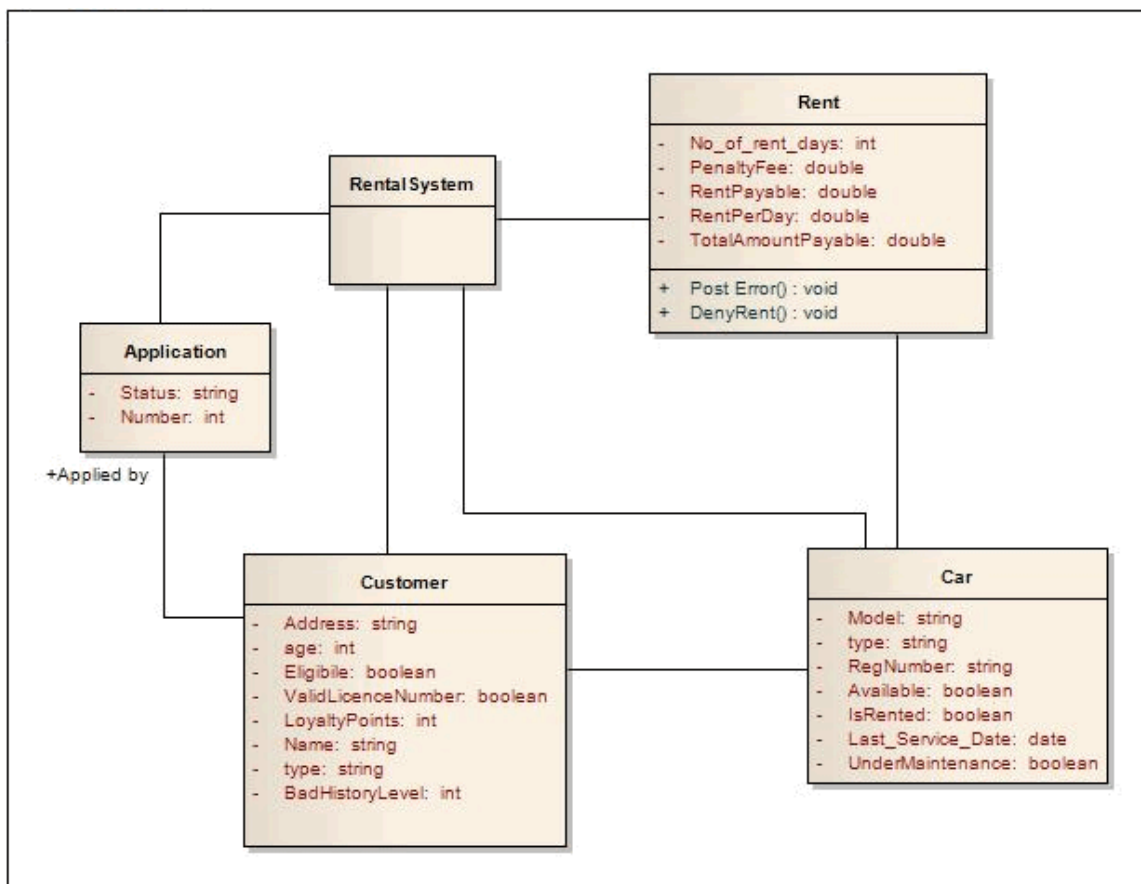 Rent
- No_of_rent_days: int
- PenaltyFee: double
- RentPayable: double
- RentPerDay: double
- TotalAmountPayable: double
+ Post Error() : void
+ DenyRent() : void
RentalSystem
Application
- Status: string
- Number: int
+Applied by
Customer
- Address: string
- age: int
- Eligibile: boolean
- ValidLicenceNumber: boolean
- LoyaltyPoints: int
- Name: string
- type: string
- BadHistoryLevel: int
Car
- Model: string
- type: string
- RegNumber: string
- Available: boolean
- IsRented: boolean
- Last_Service_Date: date
- UnderMaintenance: boolean